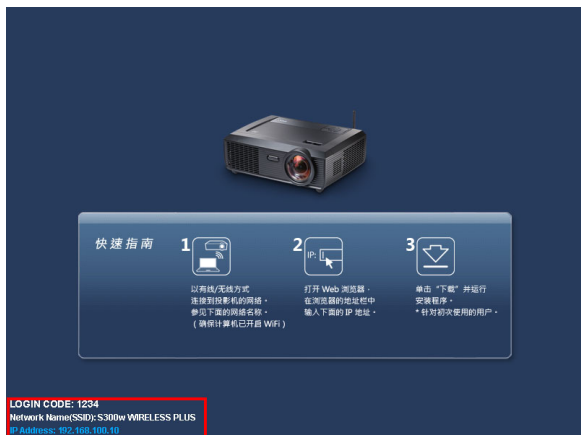 快速指南
1
以有线/无线方式
连接到投影机的网络。
参见下面的网络名称。
(确保计算机已开启 WiFi)
2
IP:
打开 Web 浏览器，
在浏览器的地址栏中
输入下面的 IP 地址。
3
单击“下载”并运行
安装程序。
*针对初次使用的用户。
LOGIN CODE: 1234
Network Name(SSID): S300w WIRELESS PLUS
IP Address: 192.168.100.10